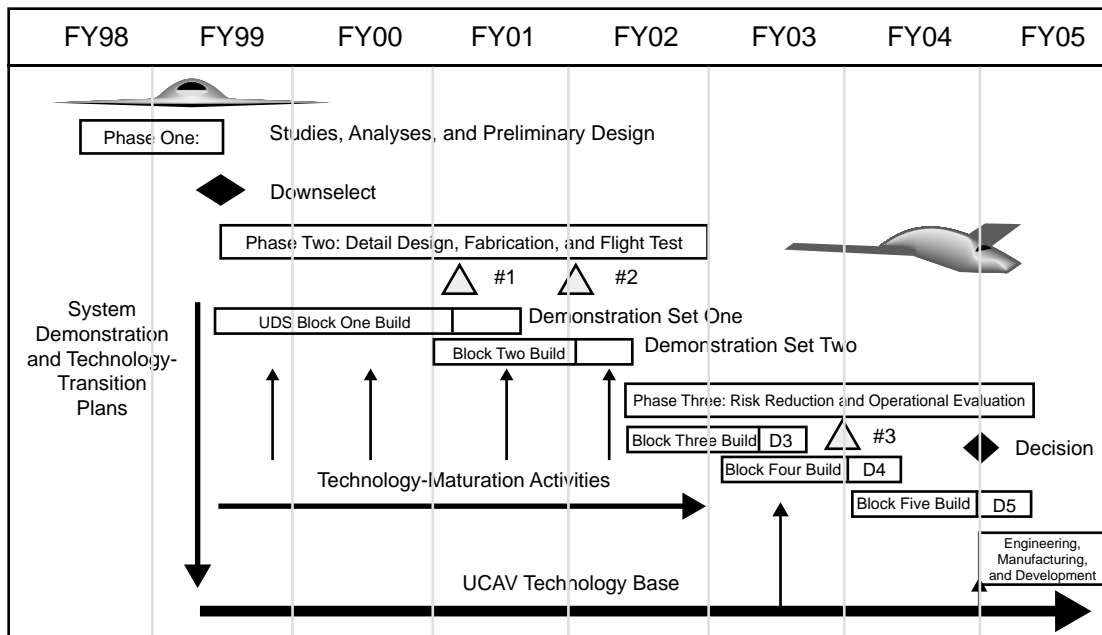 FY98 FY99 FY00 FY01 FY02 FY03 FY04 FY05
Phase One:
Studies, Analyses, and Preliminary Design
Downselect
Phase Two: Detail Design, Fabrication, and Flight Test
#1
#2
System
Demonstration
and Technology-
Transition
Plans
UDS Block One Build
Demonstration Set One
Block Two Build
Demonstration Set Two
Phase Three: Risk Reduction and Operational Evaluation
Block Three Build
D3
#3
Decision
Block Four Build
D4
Technology-Maturation Activities
Block Five Build
D5
Engineering,
Manufacturing,
and Development
UCAV Technology Base